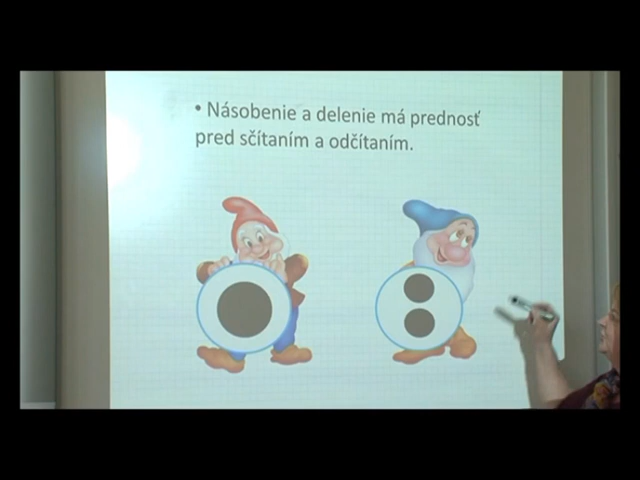 • Násobenie a delenie má prednosť
pred sčítaním a odčítaním.